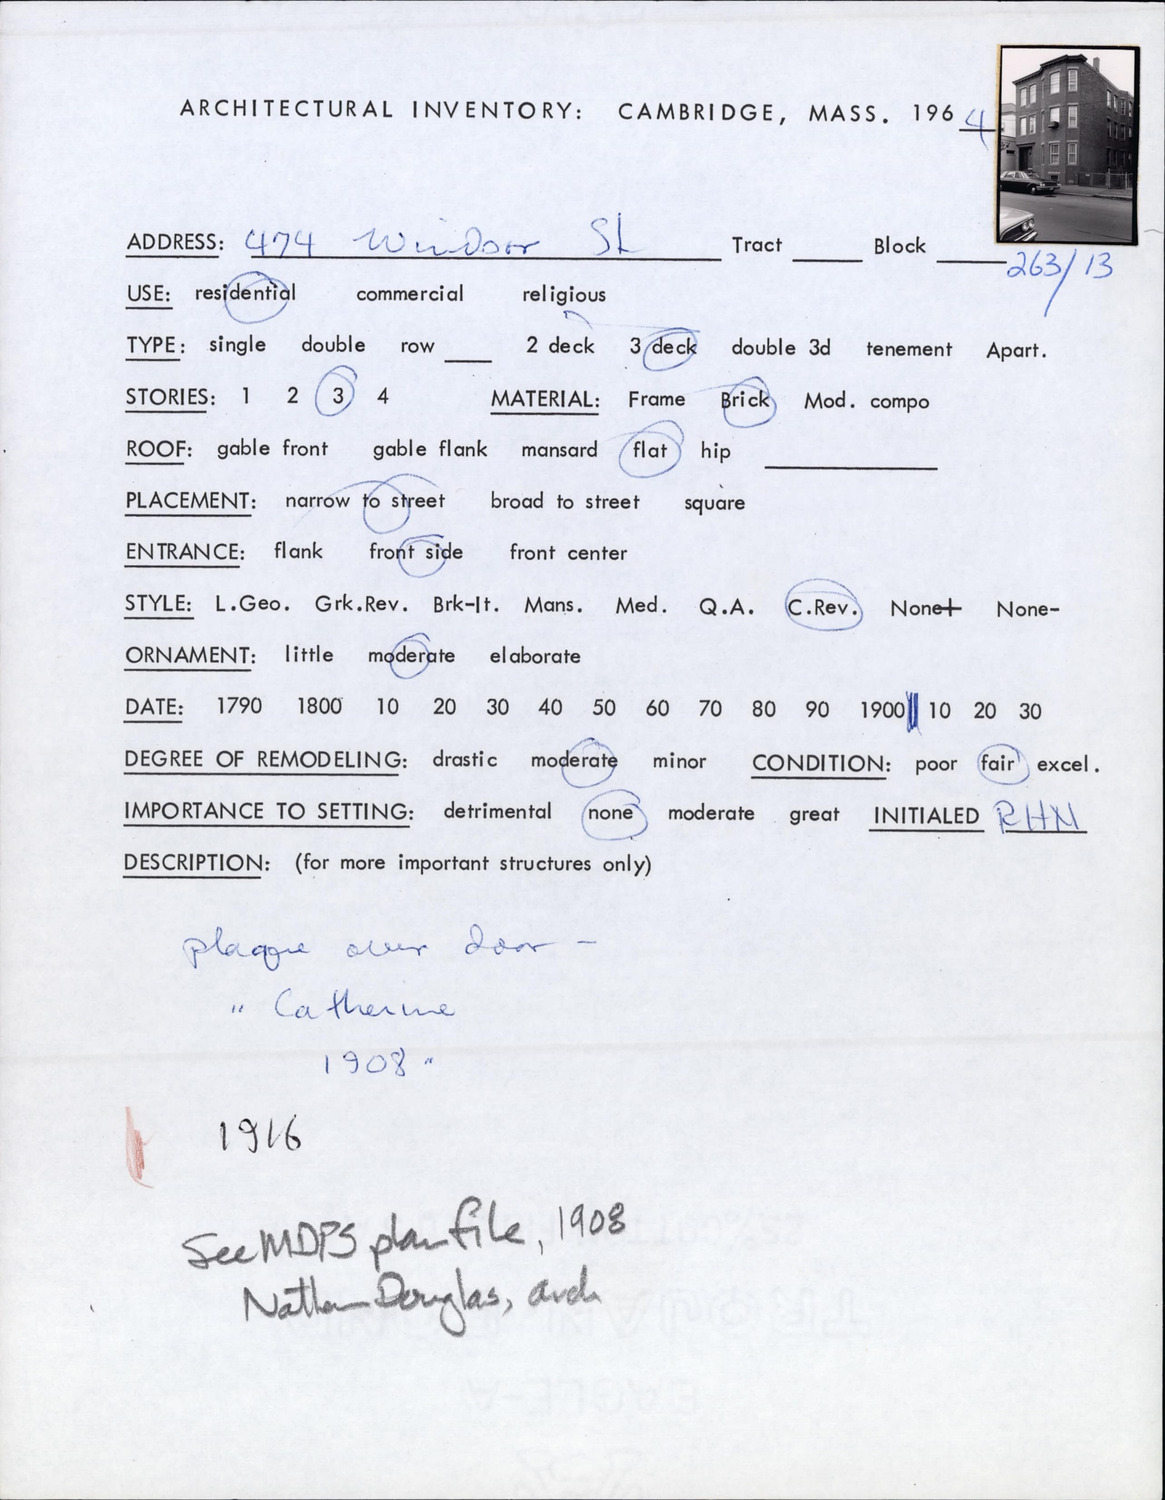 ARCHITECTURAL INVENTORY: CAMBRIDGE, MASS. 1964
ADDRESS: 474 Windsor St Tract ____ Block ____
263/13
USE: residential commercial religious
TYPE: single double row ____ 2 deck 3 deck double 3d tenement Apart.
STORIES: 1 2 3 4 MATERIAL: Frame Brick Mod. compo
ROOF: gable front gable flank mansard flat hip ____
PLACEMENT: narrow to street broad to street square
ENTRANCE: flank front side front center
STYLE: L.Geo. Grk.Rev. Brk-It. Mans. Med. Q.A. C.Rev. None+ None-
ORNAMENT: little moderate elaborate
DATE: 1790 1800 10 20 30 40 50 60 70 80 90 1900 10 20 30
DEGREE OF REMODELING: drastic moderate minor CONDITION: poor fair excel.
IMPORTANCE TO SETTING: detrimental none moderate great INITIALED RHN
DESCRIPTION: (for more important structures only)
plaque over door –
" Catherine
1908 "
1916
See MDPS plan file, 1908
Nathan Douglas, arch